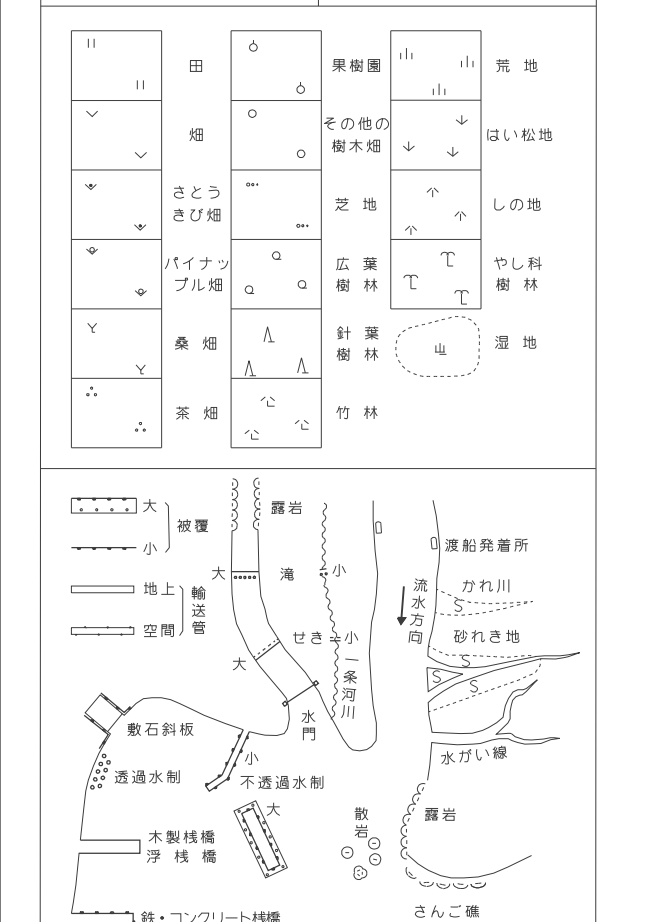 田
畑
さとう
きび畑
パイナッ
プル畑
桑 畑
茶 畑
果樹園
その他の
樹木畑
芝 地
広 葉
樹 林
針 葉
樹 林
竹 林
荒 地
はい松地
しの地
やし科
樹 林
湿 地
大
小
被覆
地上
空間
輸送管
露岩
大
滝
小
せき
小
大
一条河川
水門
渡船発着所
流水方向
かれ川
S
砂れき地
S
S
S
水がい線
敷石斜板
透過水制
小
不透過水制
大
木製桟橋
浮 桟 橋
散岩
露岩
さんご礁
鉄・コンクリート桟橋